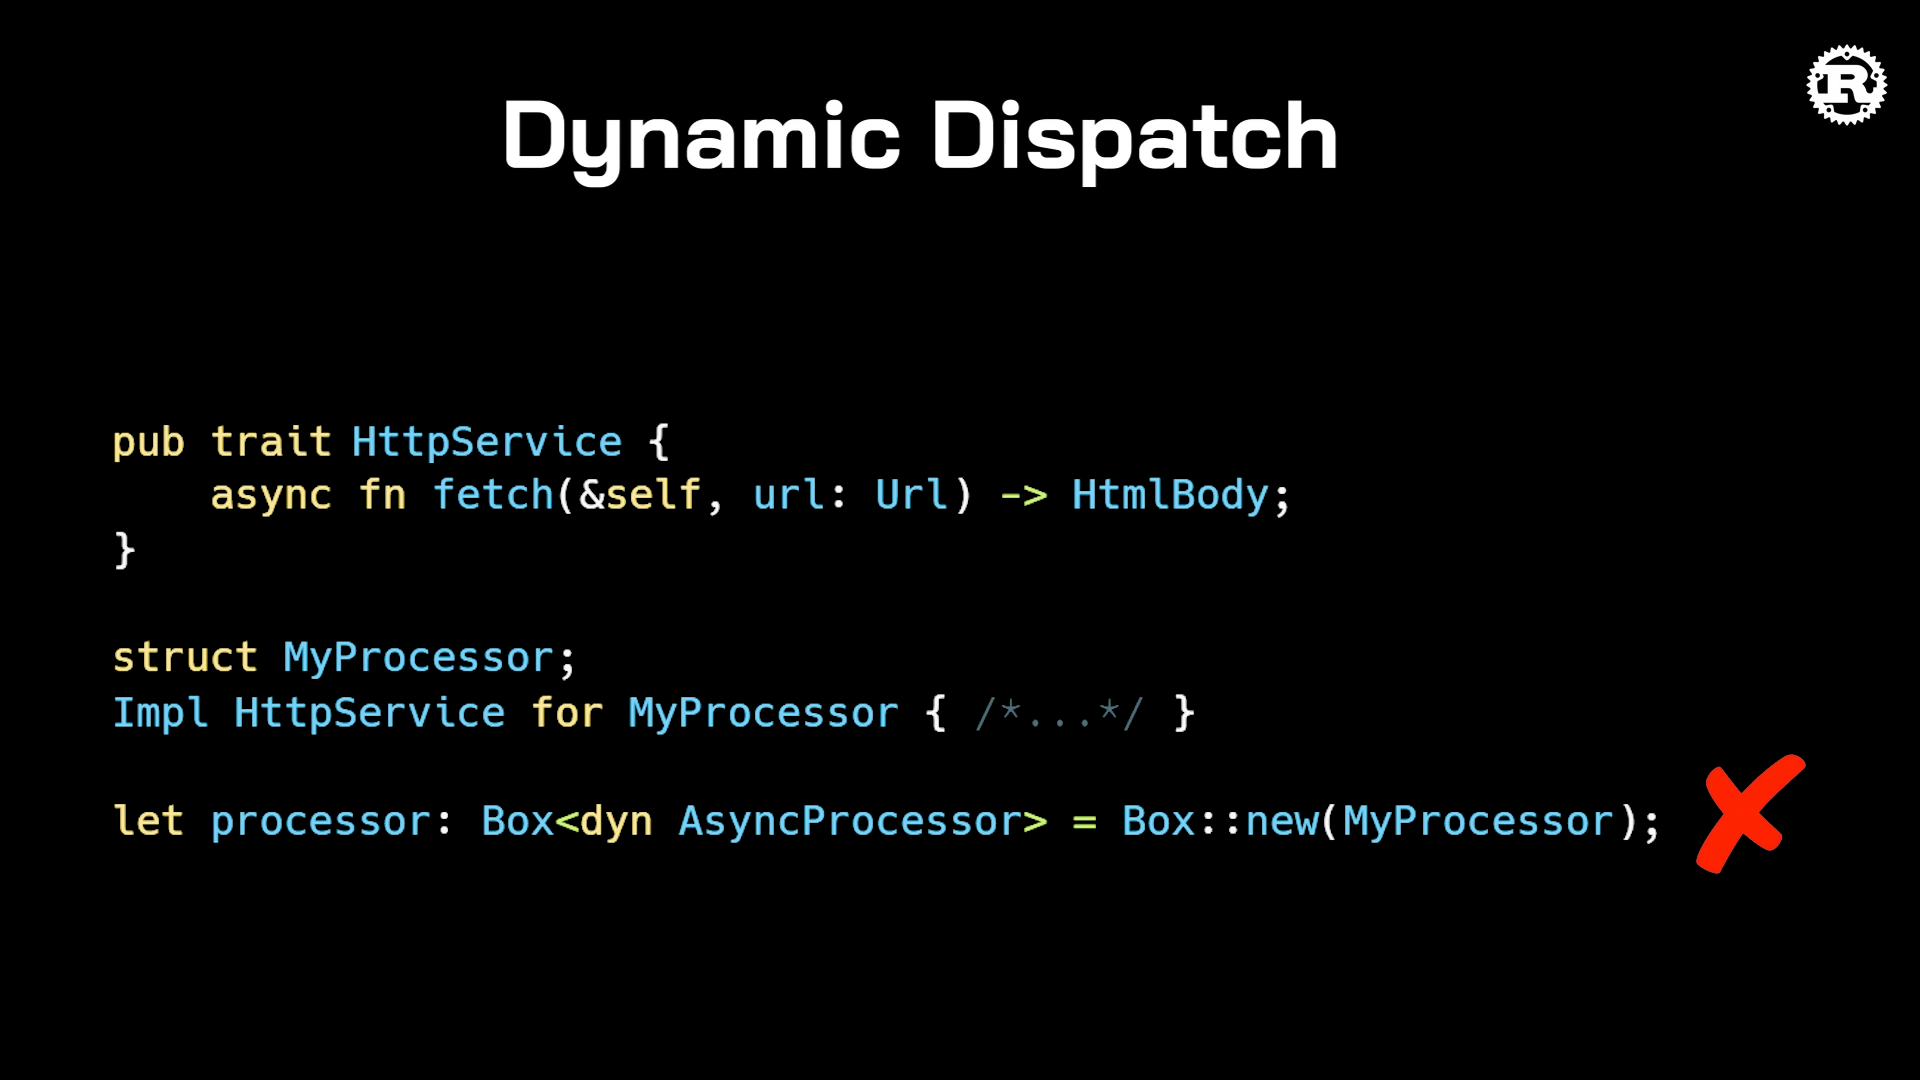 Dynamic Dispatch
R
pub trait HttpService {
    async fn fetch(&self, url: Url) -> HtmlBody;
}
struct MyProcessor;
Impl HttpService for MyProcessor { /*...*/ }
let processor: Box<dyn AsyncProcessor> = Box::new(MyProcessor);